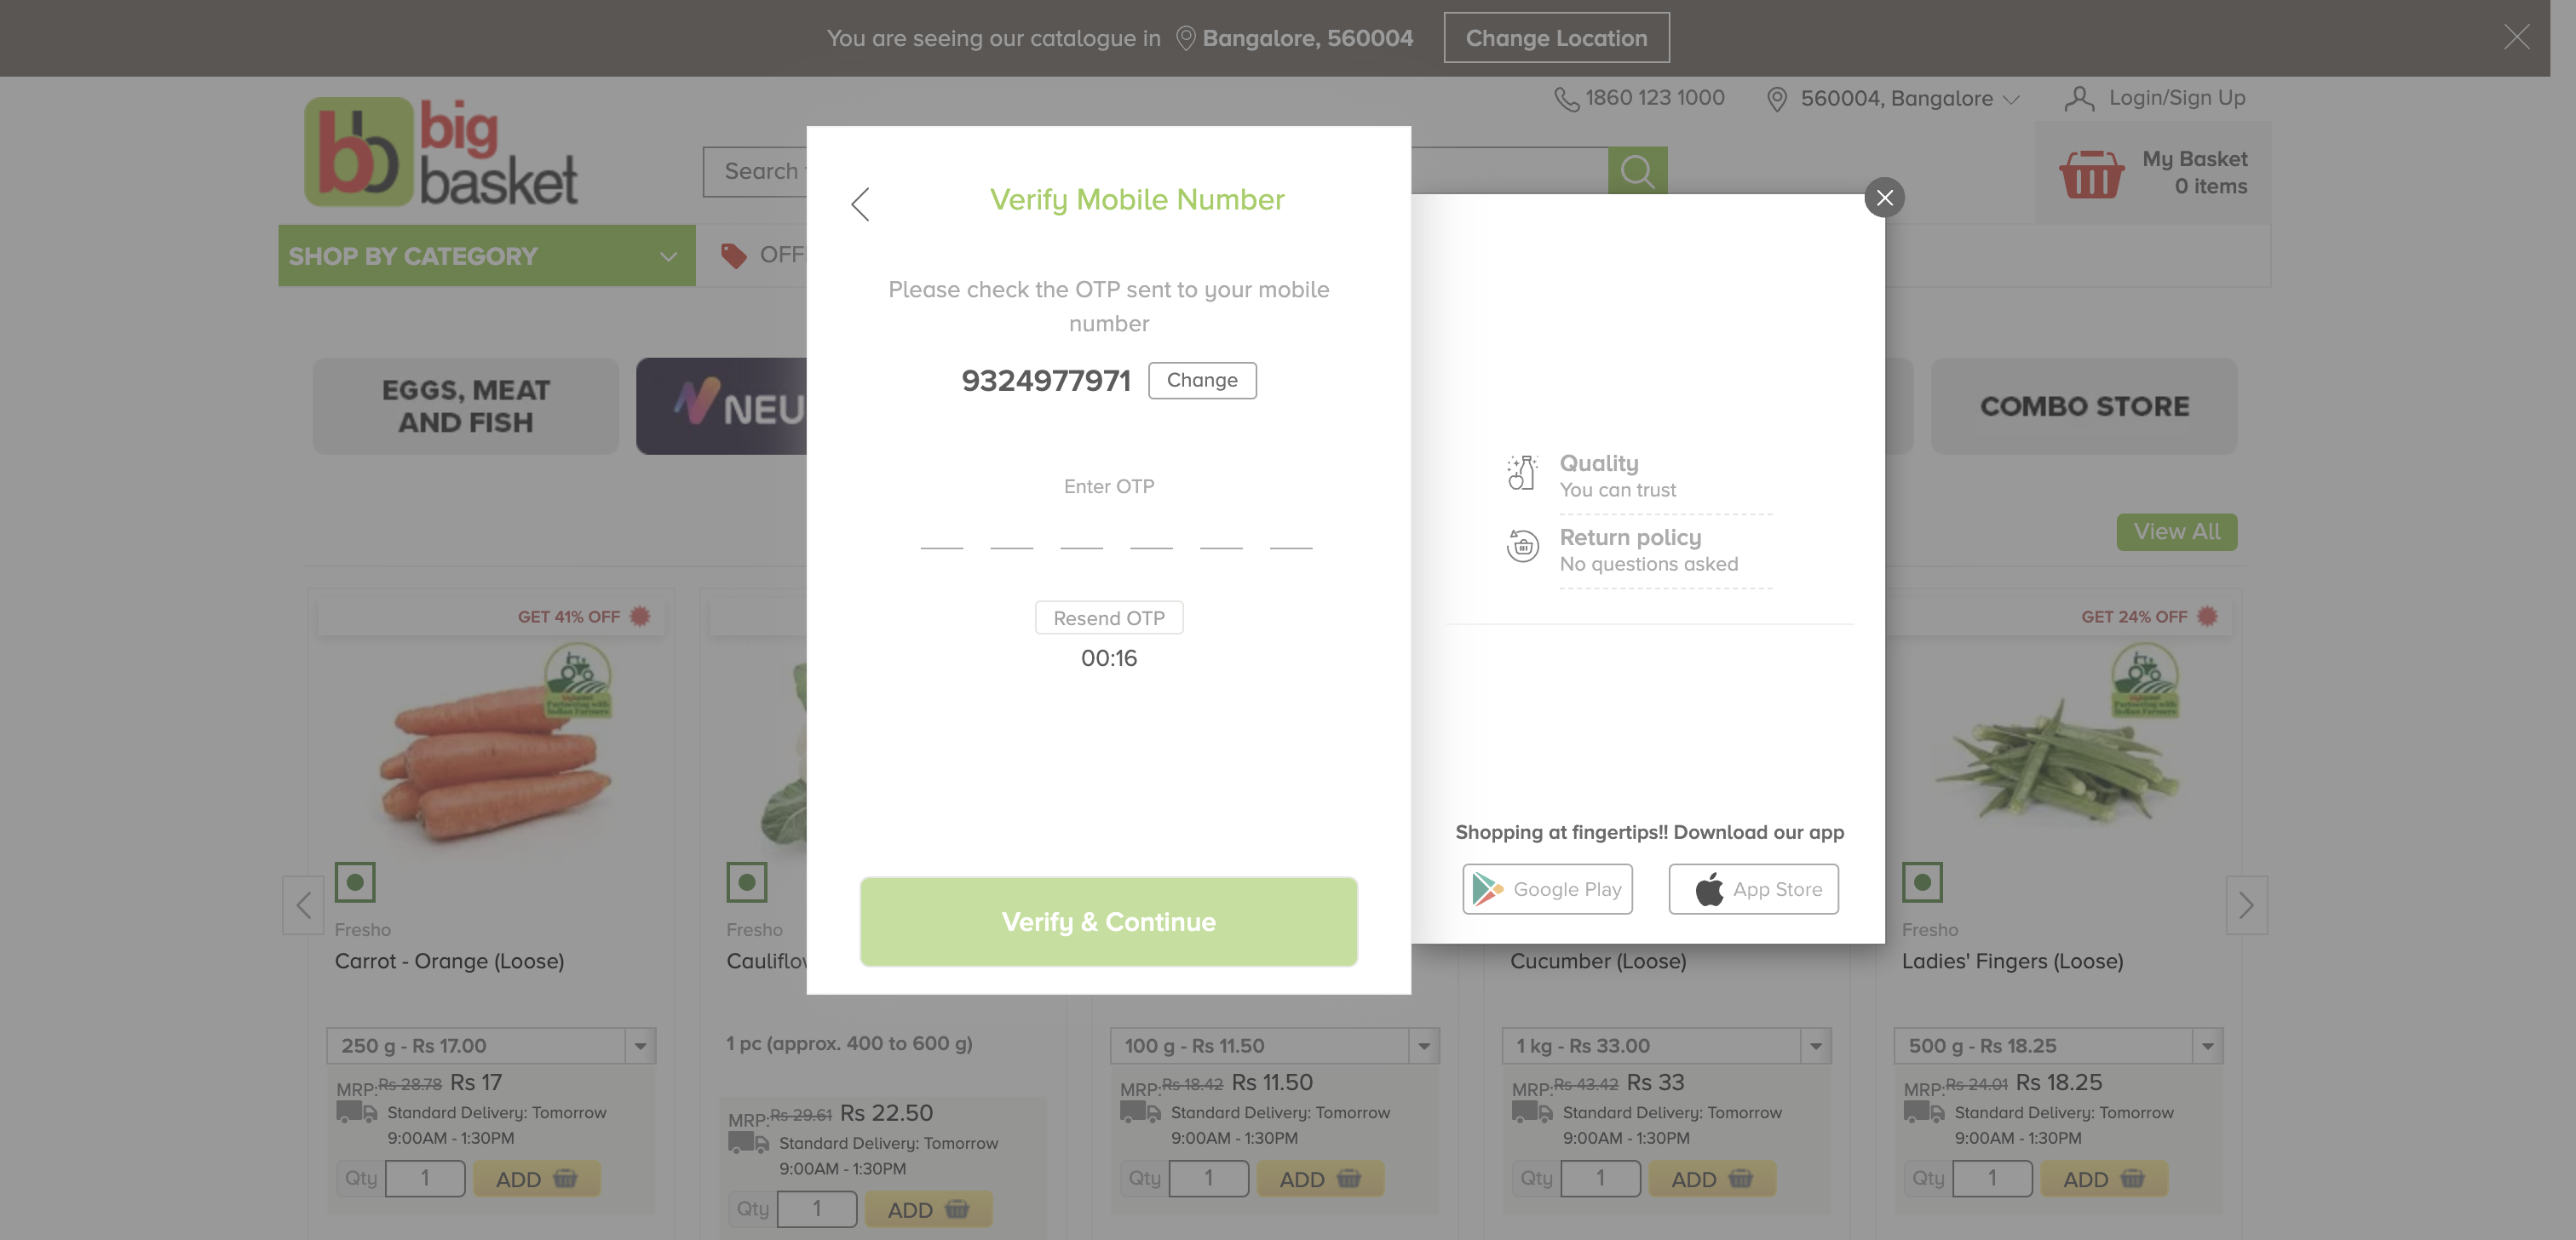 You are seeing our catalogue in Bangalore, 560004 Change Location
1860 123 1000 560004, Bangalore Login/Sign Up
big
basket
Search
My Basket
0 items
SHOP BY CATEGORY
OFF
EGGS, MEAT
AND FISH
NEU
COMBO STORE
View All
Verify Mobile Number
Please check the OTP sent to your mobile
number
9324977971 Change
Enter OTP
Resend OTP
00:16
Verify & Continue
Quality
You can trust
Return policy
No questions asked
Shopping at fingertips!! Download our app
Google Play App Store
GET 41% OFF
Partnering with
Indian Farmers
Fresho
Carrot - Orange (Loose)
250 g - Rs 17.00
MRP: Rs 28.78 Rs 17
Standard Delivery: Tomorrow
9:00AM - 1:30PM
Qty 1 ADD
Fresho
Cauliflow
1 pc (approx. 400 to 600 g)
MRP: Rs 29.61 Rs 22.50
Standard Delivery: Tomorrow
9:00AM - 1:30PM
Qty 1 ADD
100 g - Rs 11.50
MRP: Rs 18.42 Rs 11.50
Standard Delivery: Tomorrow
9:00AM - 1:30PM
Qty 1 ADD
Cucumber (Loose)
1 kg - Rs 33.00
MRP: Rs 43.42 Rs 33
Standard Delivery: Tomorrow
9:00AM - 1:30PM
Qty 1 ADD
GET 24% OFF
Partnering with
Indian Farmers
Fresho
Ladies' Fingers (Loose)
500 g - Rs 18.25
MRP: Rs 24.01 Rs 18.25
Standard Delivery: Tomorrow
9:00AM - 1:30PM
Qty 1 ADD